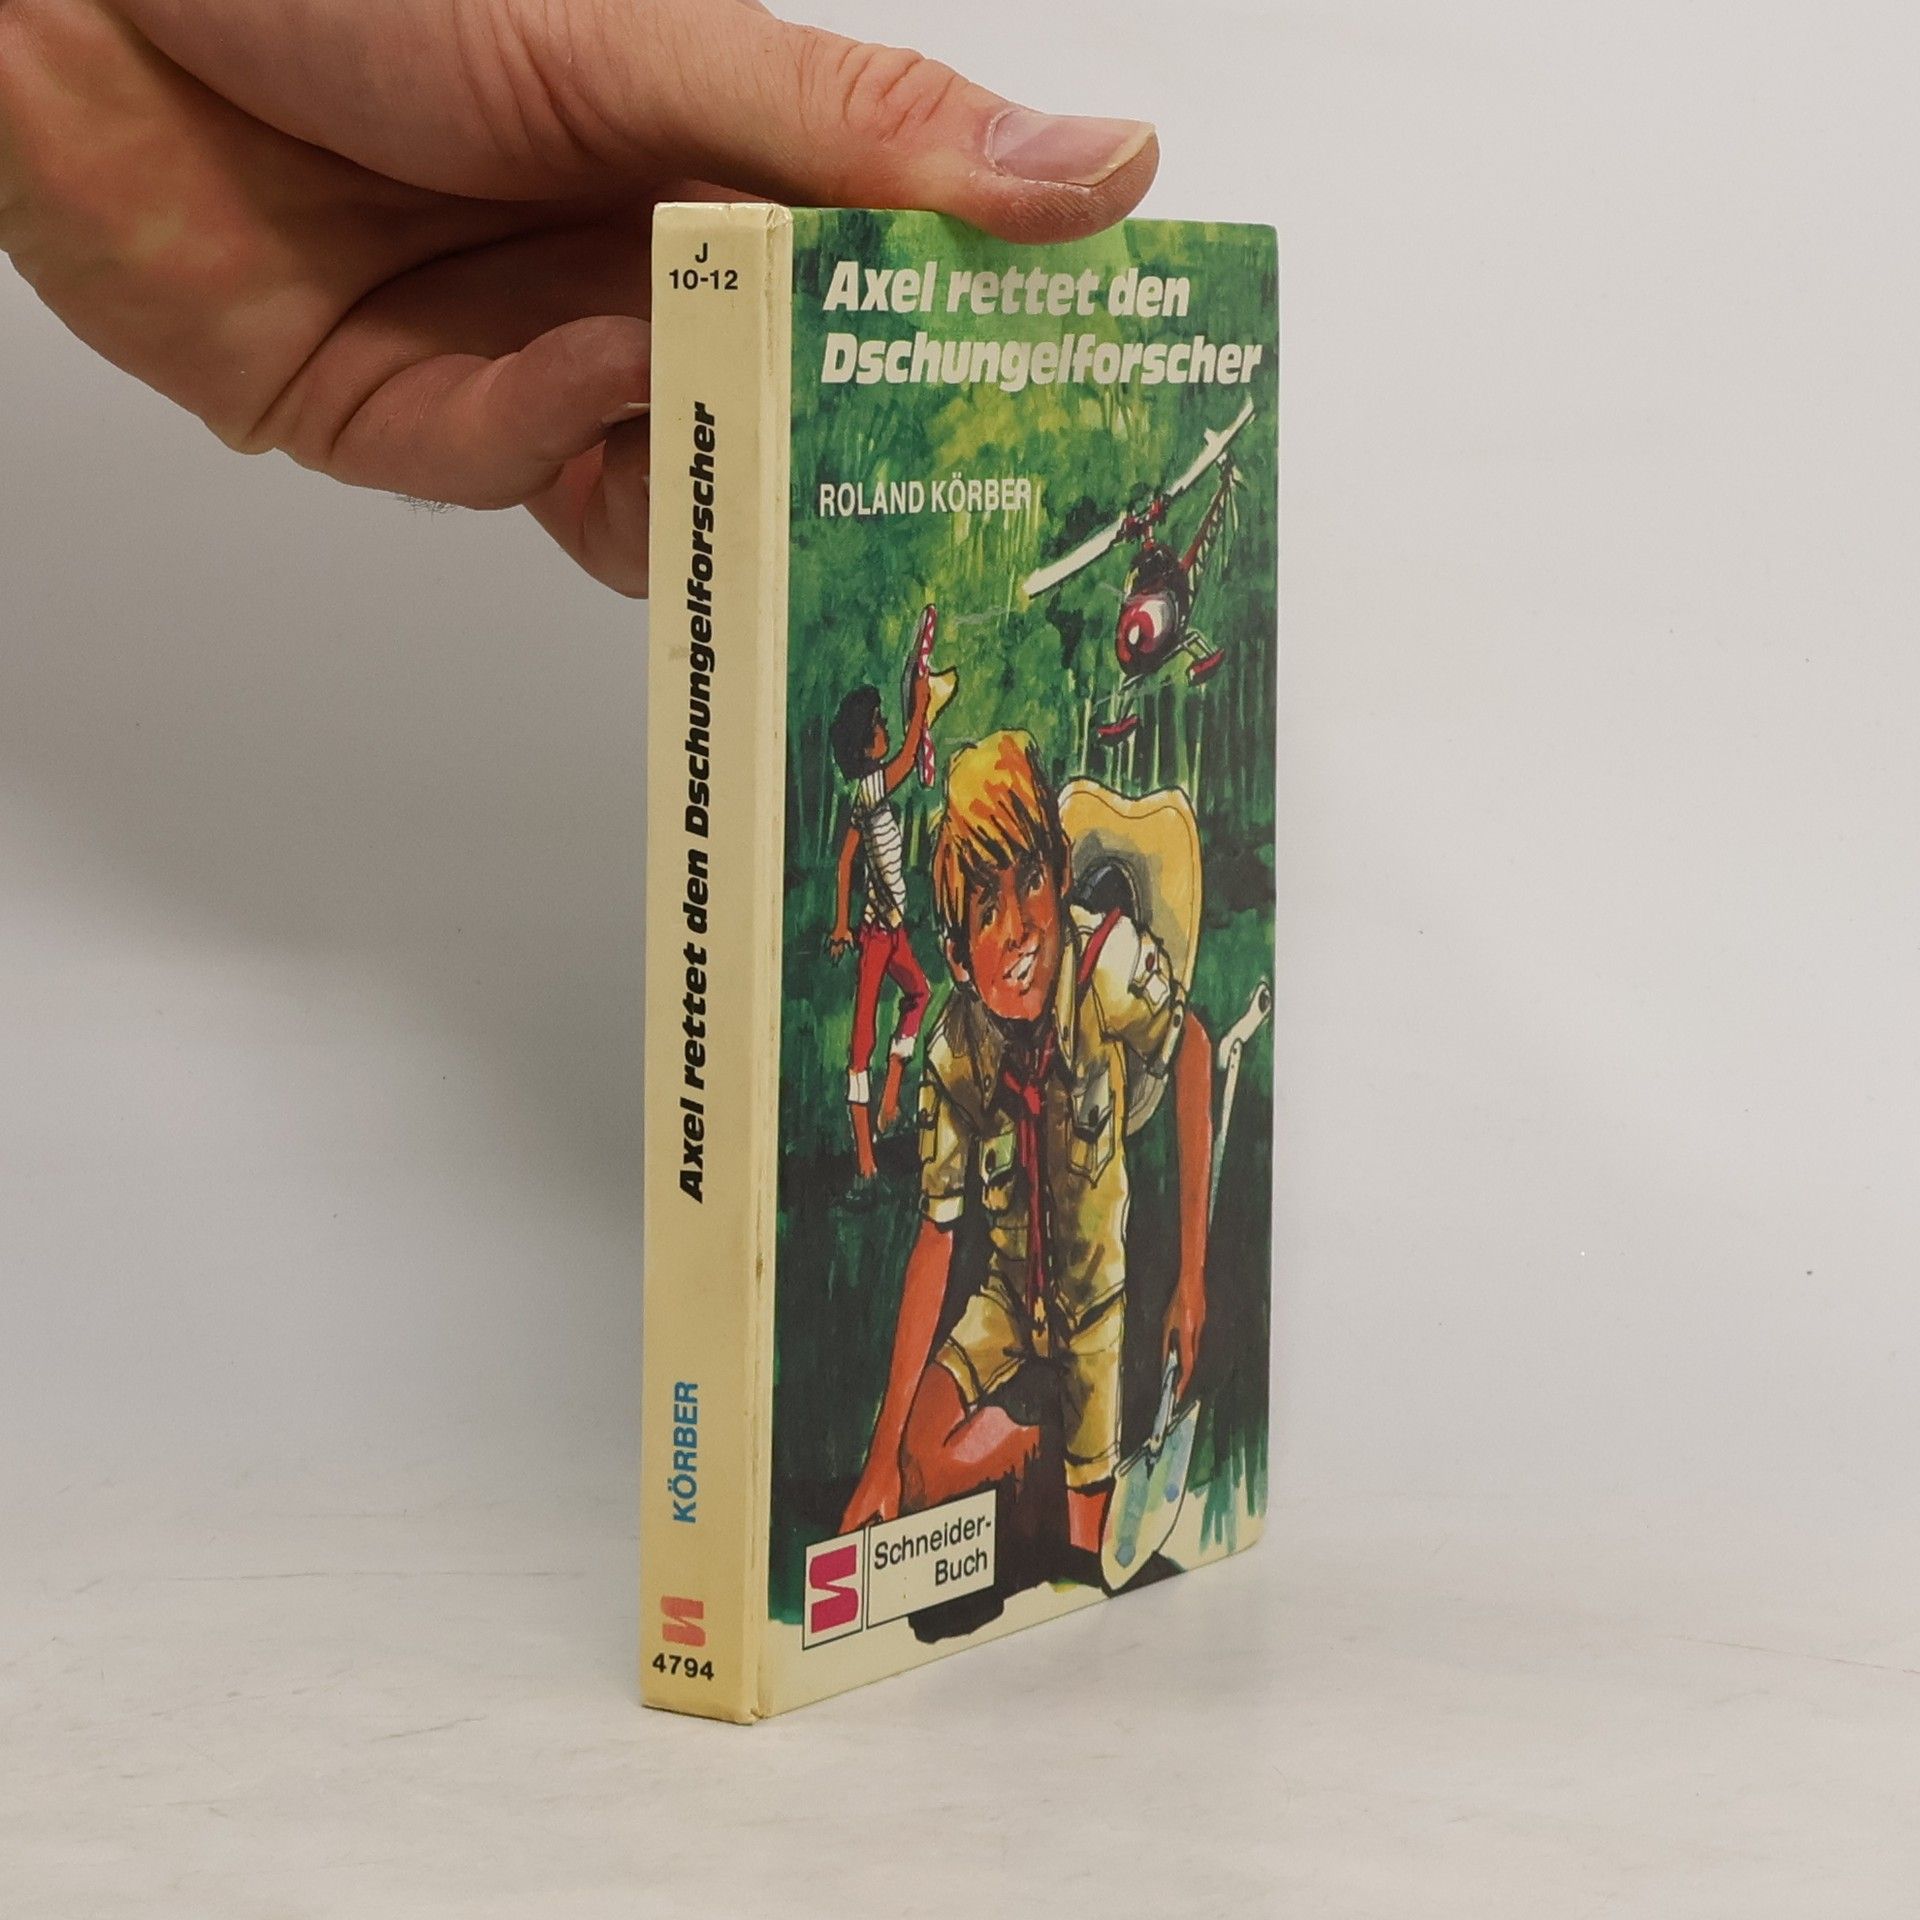 J
10-12
Axel rettet den Dschungelforscher
KÖRBER
4794
Axel rettet den
Dschungelforscher
ROLAND KÖRBER
Schneider-
Buch